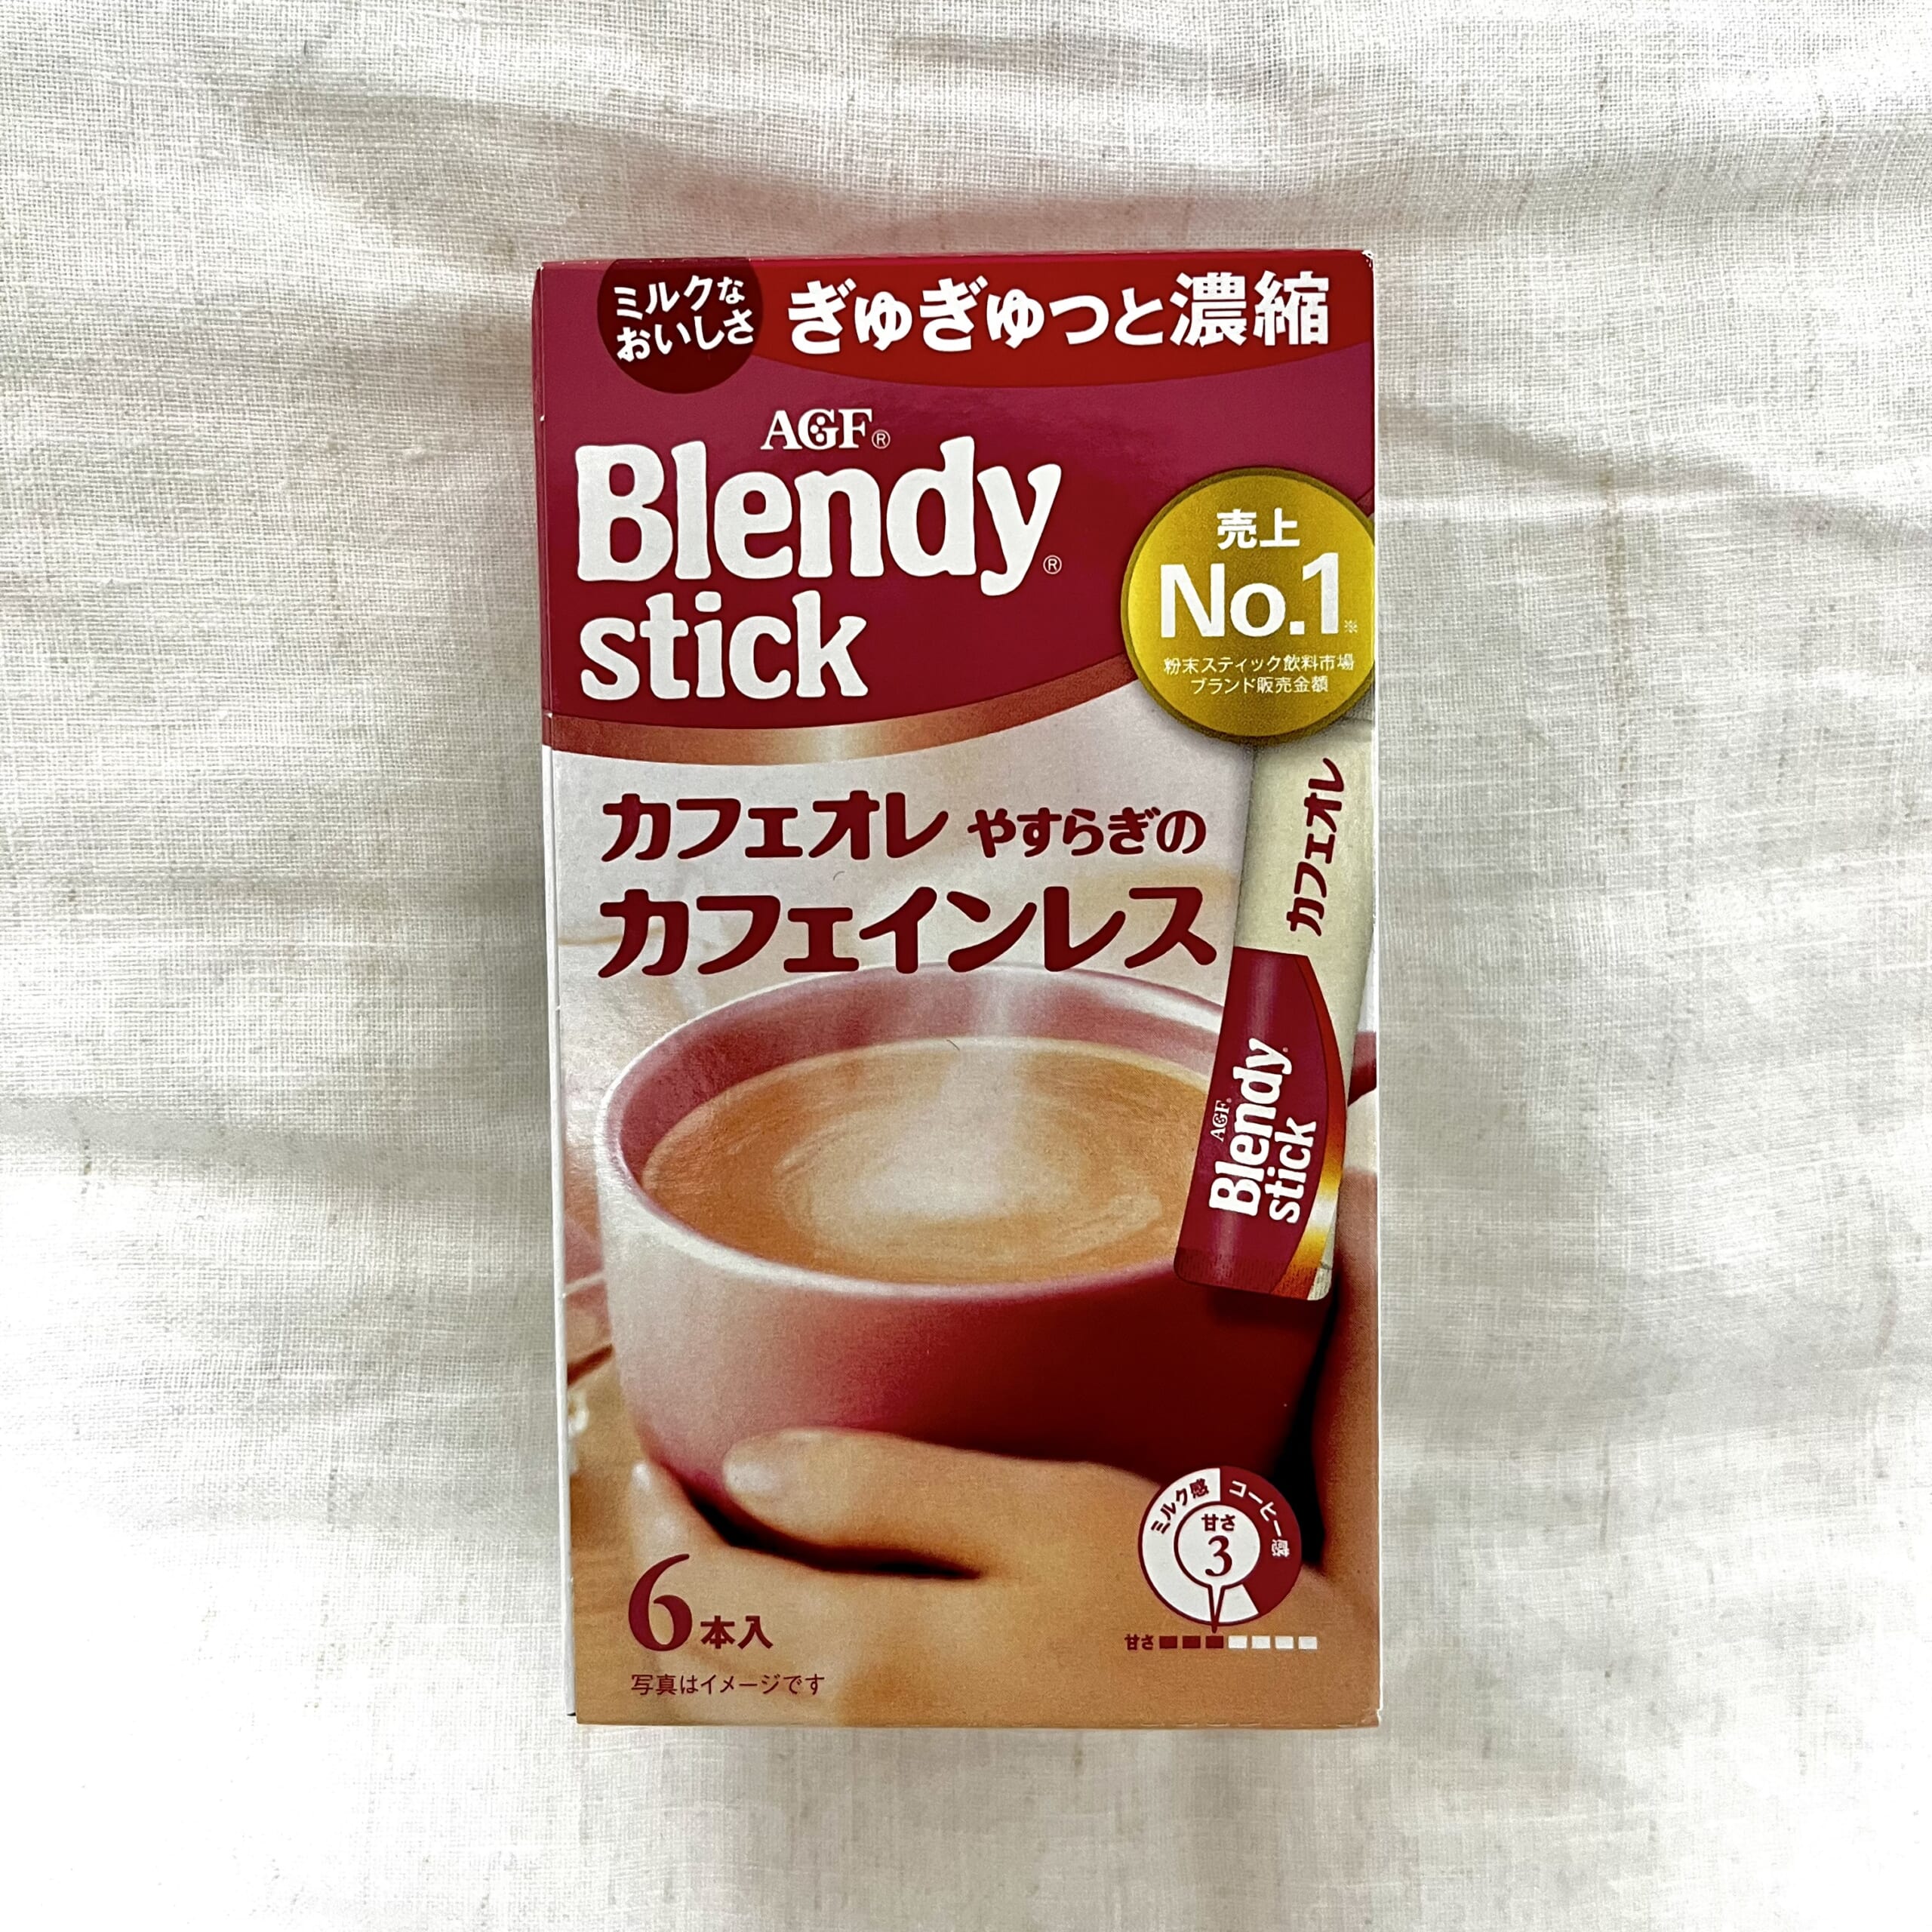 ミルクな
おいしさ
ぎゅぎゅっと濃縮
AGF®
Blendy®
stick
売上
No.1※
粉末スティック飲料市場
ブランド販売金額
カフェオレ やすらぎの
カフェインレス
カフェオレ
AGF®
Blendy®
stick
ミルク感 コーヒー感
甘さ
3
甘さ
6本入
写真はイメージです